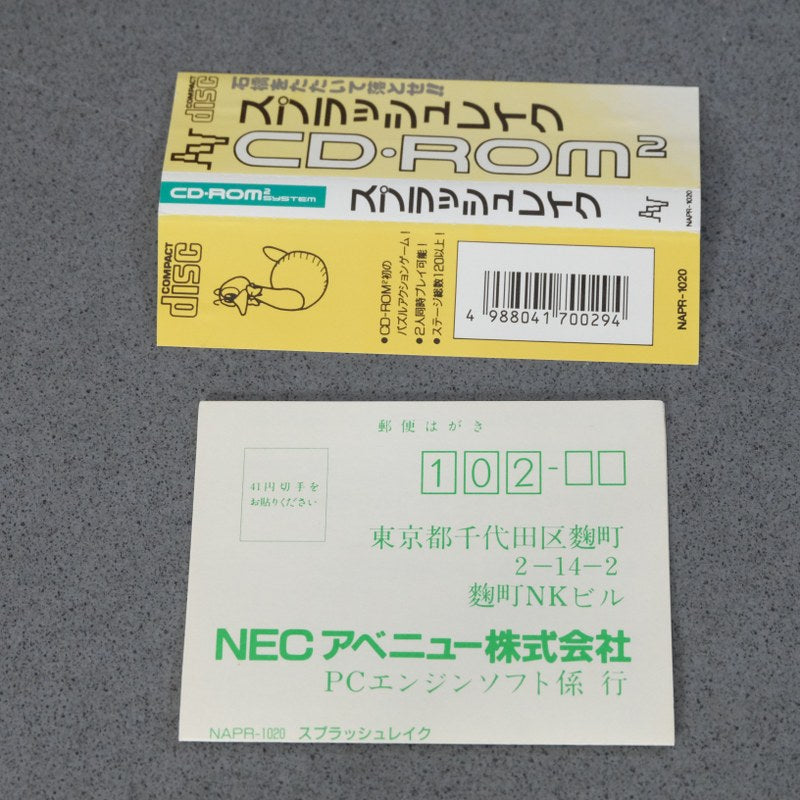 COMPACT
disc
石橋をたたいて落とせ!!
スプラッシュレイク
CD・ROM2
CD-ROM2
SYSTEM
スプラッシュレイク
NAPR-1020
COMPACT
disc
●CD-ROM2初の
パズルアクションゲーム!
●2人同時プレイ可能!
●ステージ総数120以上!
4 988041 700294
NAPR-1020
郵便はがき
41円切手を
お貼りください
102-
東京都千代田区麴町
2-14-2
麴町NKビル
NECアベニュー株式会社
PCエンジンソフト係 行
NAPR-1020 スプラッシュレイク